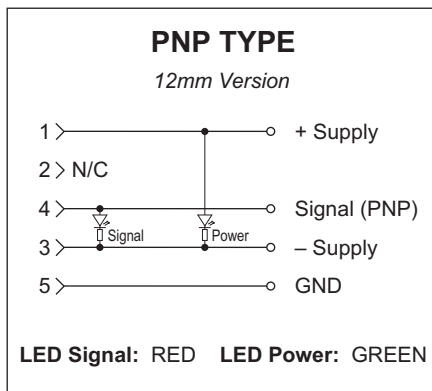 PNP TYPE
12mm Version
1 + Supply
2 N/C
4 Signal (PNP)
Signal Power
3 – Supply
5 GND
LED Signal: RED LED Power: GREEN